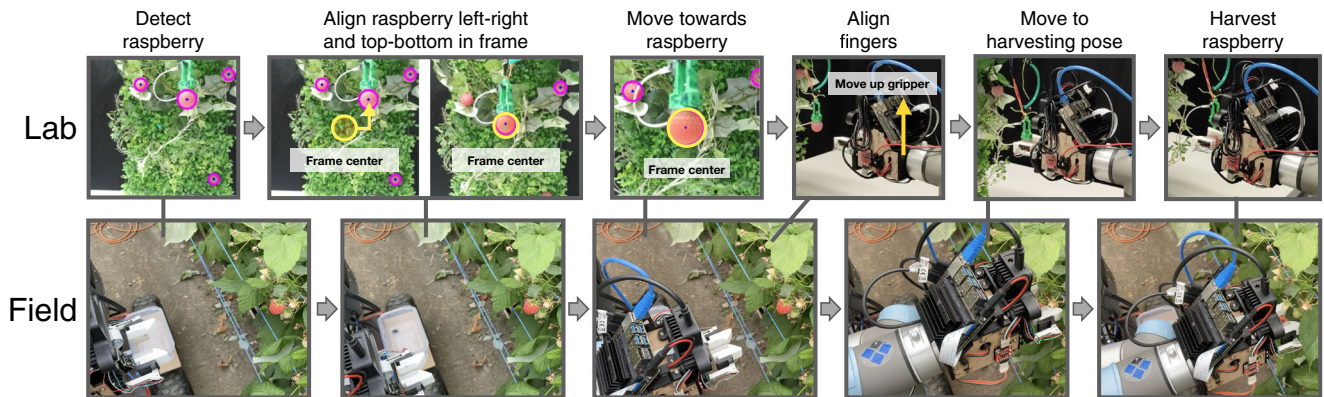 Detect
raspberry
Align raspberry left-right
and top-bottom in frame
Move towards
raspberry
Align
fingers
Move to
harvesting pose
Harvest
raspberry
Lab
Frame center
Frame center
Frame center
Move up gripper
Field